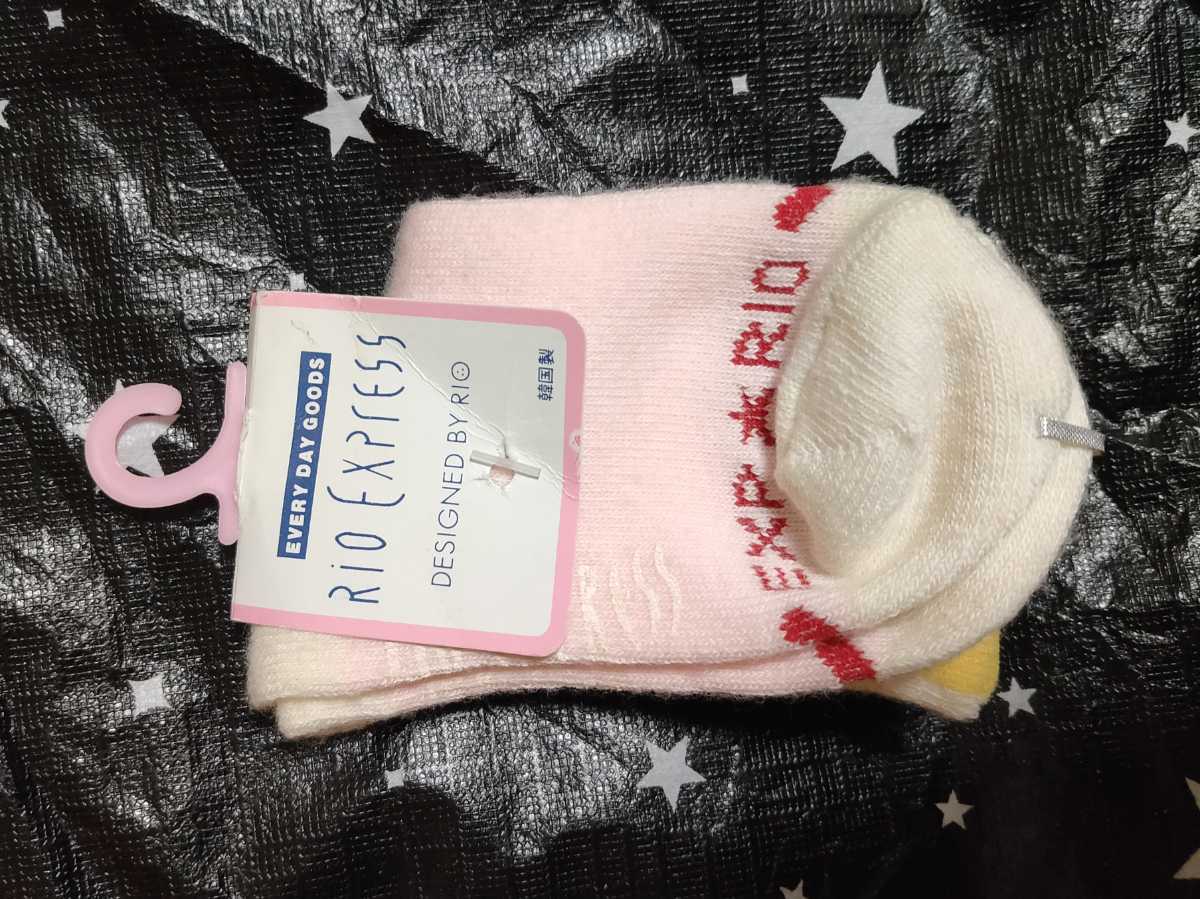 EVERY DAY GOODS
RIO EXPRESS
DESIGNED BY RIO
韓国製
EXP★RIO